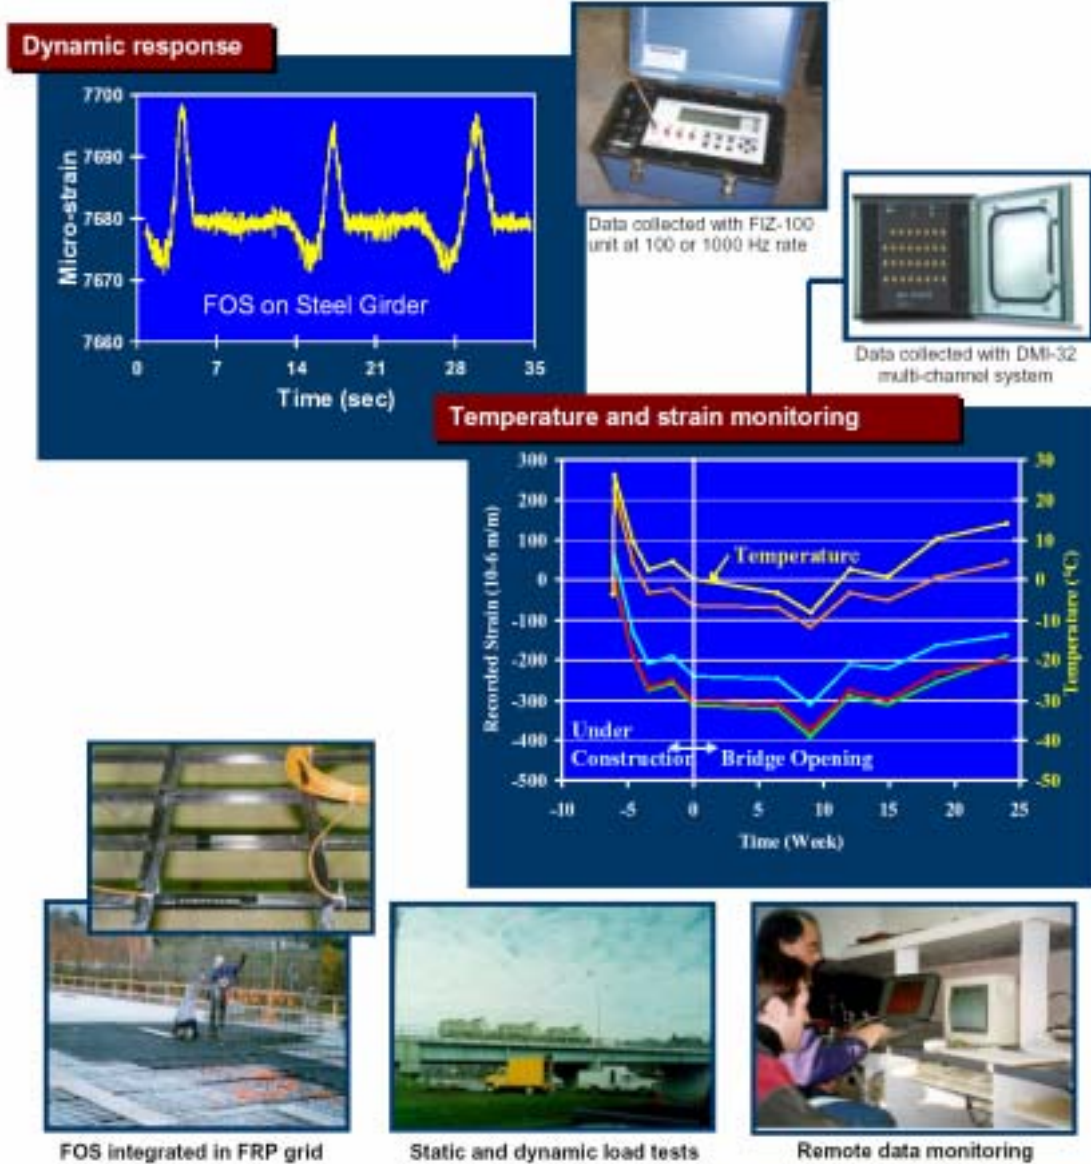 Dynamic response
7700
7690
7680
7670
7660
Micro-strain
FOS on Steel Girder
0 7 14 21 28 35
Time (sec)
Data collected with FIZ-100
unit at 100 or 1000 Hz rate
Data collected with DMI-32
multi-channel system
Temperature and strain monitoring
300
200
100
0
-100
-200
-300
-400
-500
Recorded Strain (10-6 m/m)
30
20
10
0
-10
-20
-30
-40
-50
Temperature (°C)
Temperature
Under
Construction Bridge Opening
-10 -5 0 5 10 15 20 25
Time (Week)
FOS integrated in FRP grid
Static and dynamic load tests
Remote data monitoring